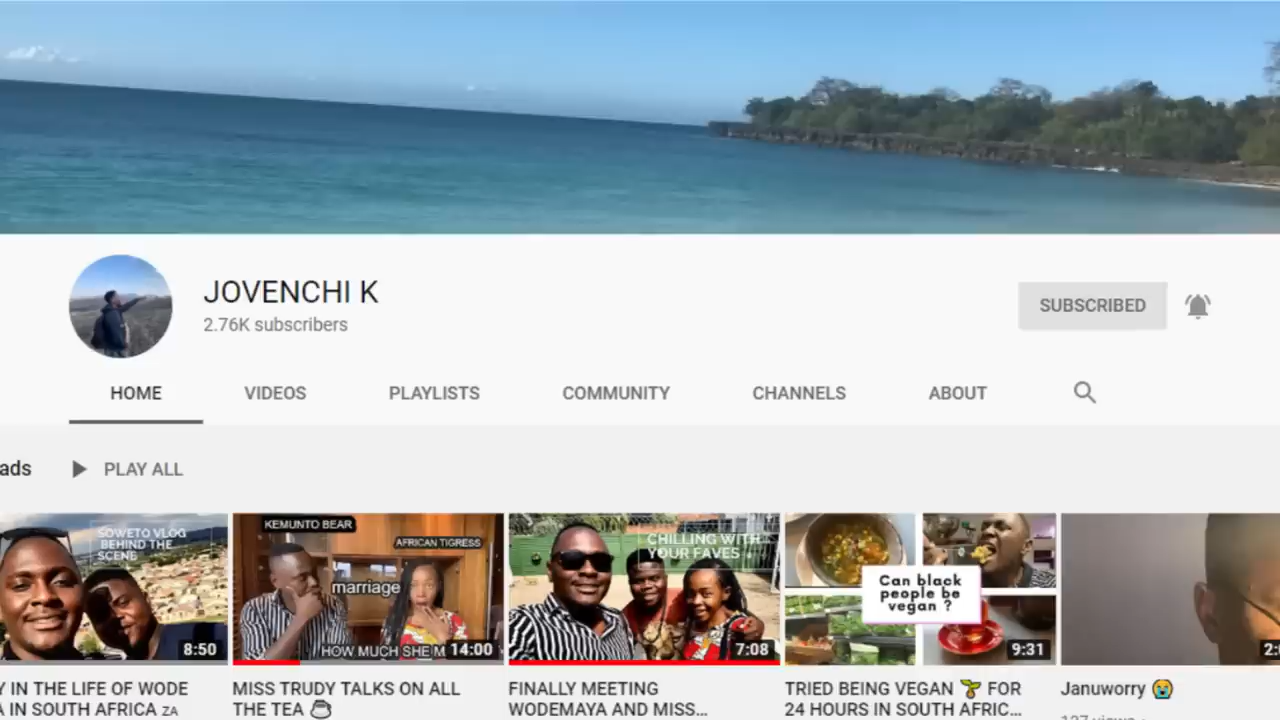 JOVENCHI K
2.76K subscribers
SUBSCRIBED
HOME VIDEOS PLAYLISTS COMMUNITY CHANNELS ABOUT
ads
PLAY ALL
SOWETO VLOG
BEHIND THE
SCENE
8:50
KEMUNTO BEAR
AFRICAN TIGRESS
marriage
HOW MUCH SHE M
14:00
CHILLING WITH
YOUR FAVES
7:08
Can black
people be
vegan ?
9:31
2:0
Y IN THE LIFE OF WODE
A IN SOUTH AFRICA ZA
MISS TRUDY TALKS ON ALL
THE TEA
FINALLY MEETING
WODEMAYA AND MISS...
TRIED BEING VEGAN 🌱 FOR
24 HOURS IN SOUTH AFRIC...
Januworry 😭